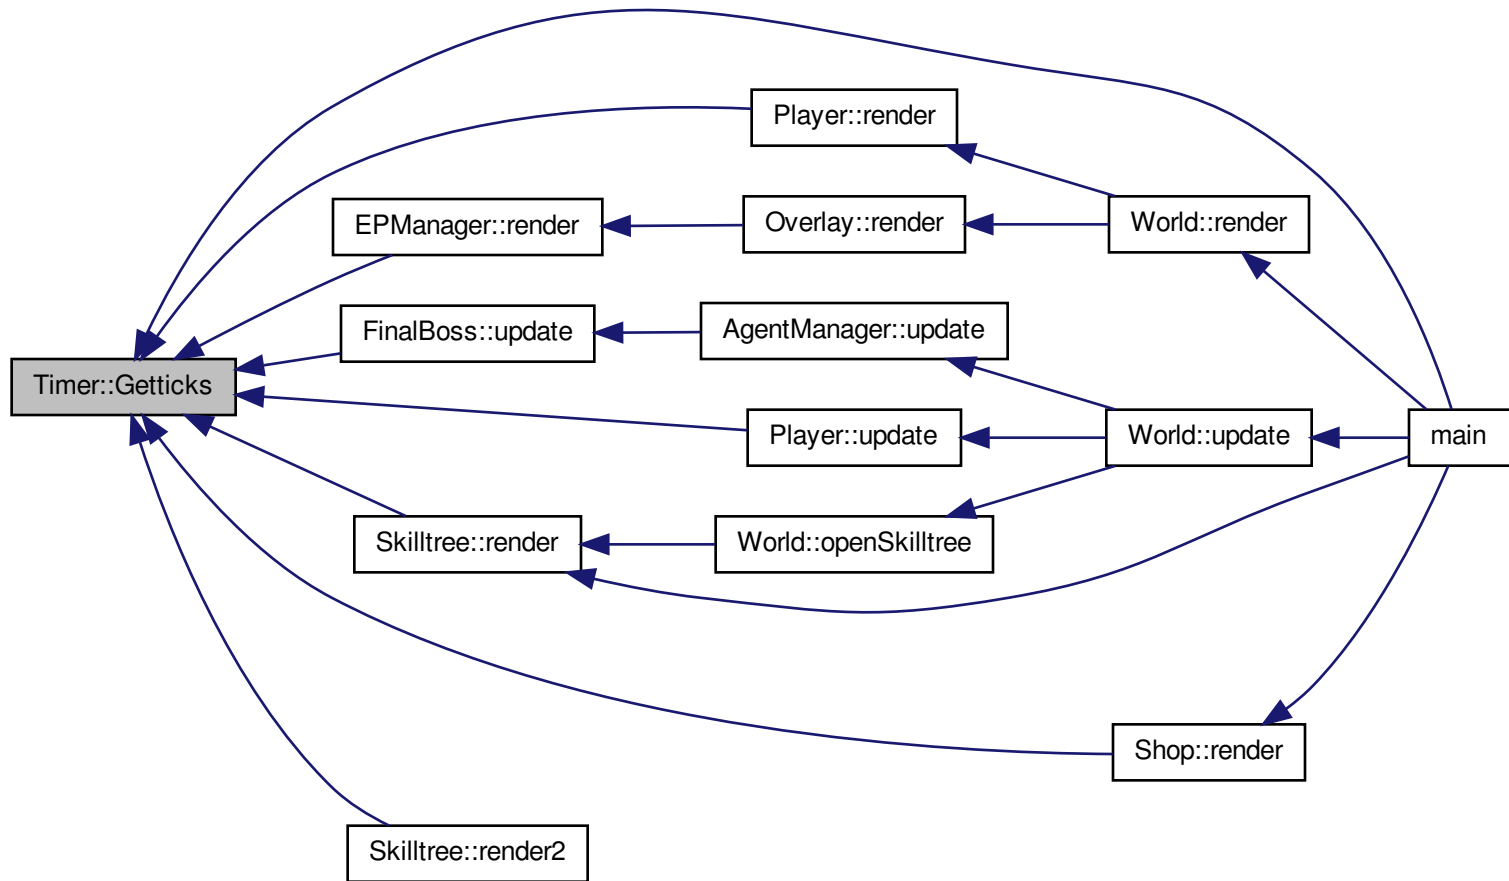 Player::render
EPManager::render
Overlay::render
World::render
FinalBoss::update
AgentManager::update
Timer::Getticks
Player::update
World::update
main
Skilltree::render
World::openSkilltree
Shop::render
Skilltree::render2